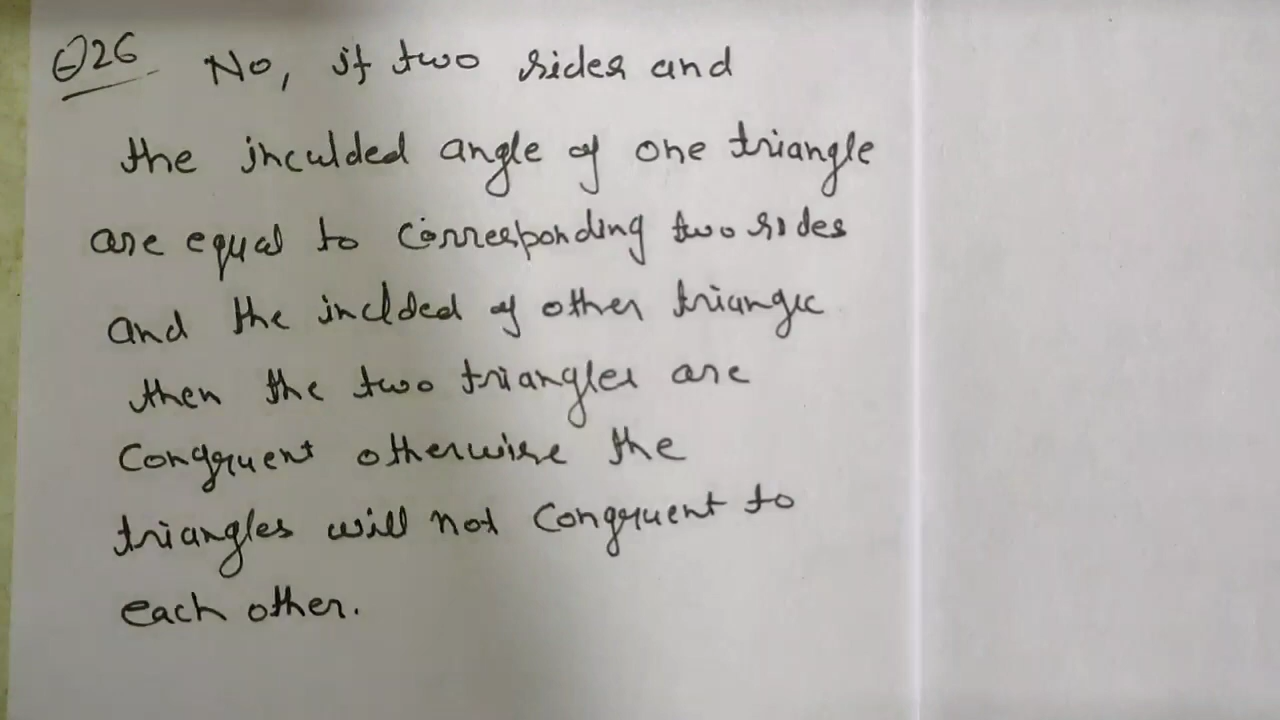 Q26 No, if two sides and
the inculded angle of one triangle
are equal to corresponding two sides
and the inclded of other triangle
then the two triangles are
congruent otherwise the
triangles will not congruent to
each other.